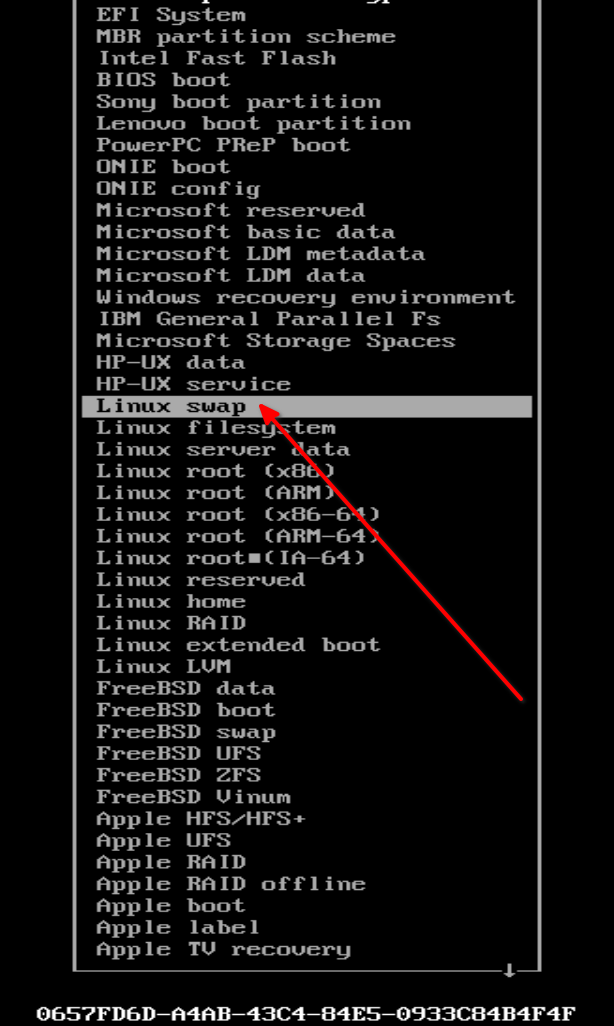 EFI System
MBR partition scheme
Intel Fast Flash
BIOS boot
Sony boot partition
Lenovo boot partition
PowerPC PReP boot
ONIE boot
ONIE config
Microsoft reserved
Microsoft basic data
Microsoft LDM metadata
Microsoft LDM data
Windows recovery environment
IBM General Parallel Fs
Microsoft Storage Spaces
HP-UX data
HP-UX service
Linux swap
Linux filesystem
Linux server data
Linux root (x86)
Linux root (ARM)
Linux root (x86-64)
Linux root (ARM-64)
Linux root■(IA-64)
Linux reserved
Linux home
Linux RAID
Linux extended boot
Linux LVM
FreeBSD data
FreeBSD boot
FreeBSD swap
FreeBSD UFS
FreeBSD ZFS
FreeBSD Vinum
Apple HFS/HFS+
Apple UFS
Apple RAID
Apple RAID offline
Apple boot
Apple label
Apple TV recovery
0657FD6D-A4AB-43C4-84E5-0933C84B4F4F